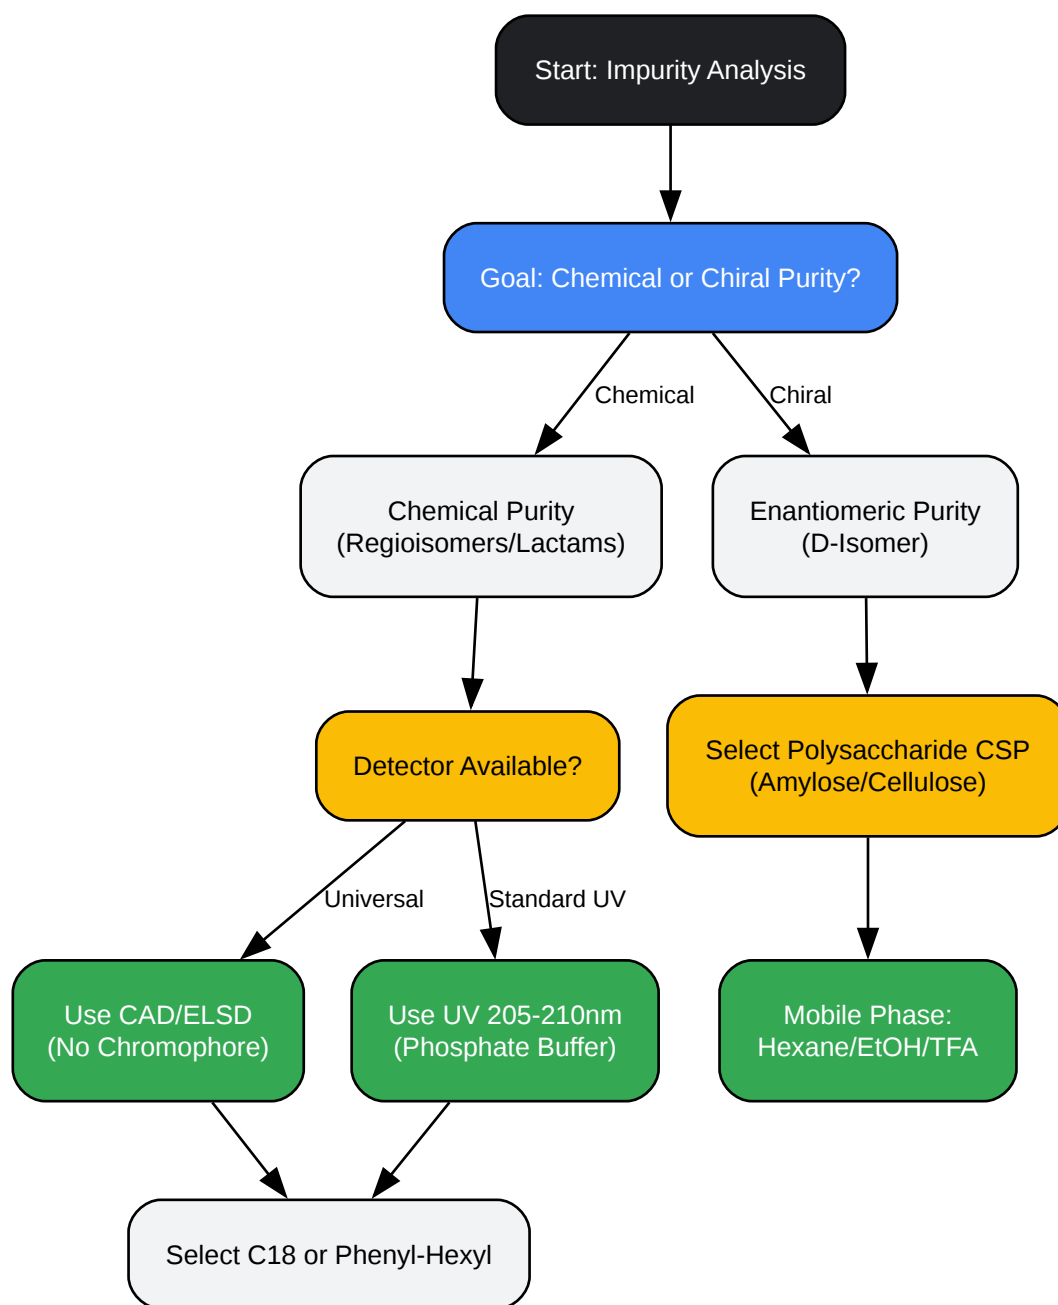 Start: Impurity Analysis
Goal: Chemical or Chiral Purity?
Chemical
Chiral
Chemical Purity
(Regioisomers/Lactams)
Enantiomeric Purity
(D-Isomer)
Detector Available?
Select Polysaccharide CSP
(Amylose/Cellulose)
Universal
Standard UV
Use CAD/ELSD
(No Chromophore)
Use UV 205-210nm
(Phosphate Buffer)
Mobile Phase:
Hexane/EtOH/TFA
Select C18 or Phenyl-Hexyl